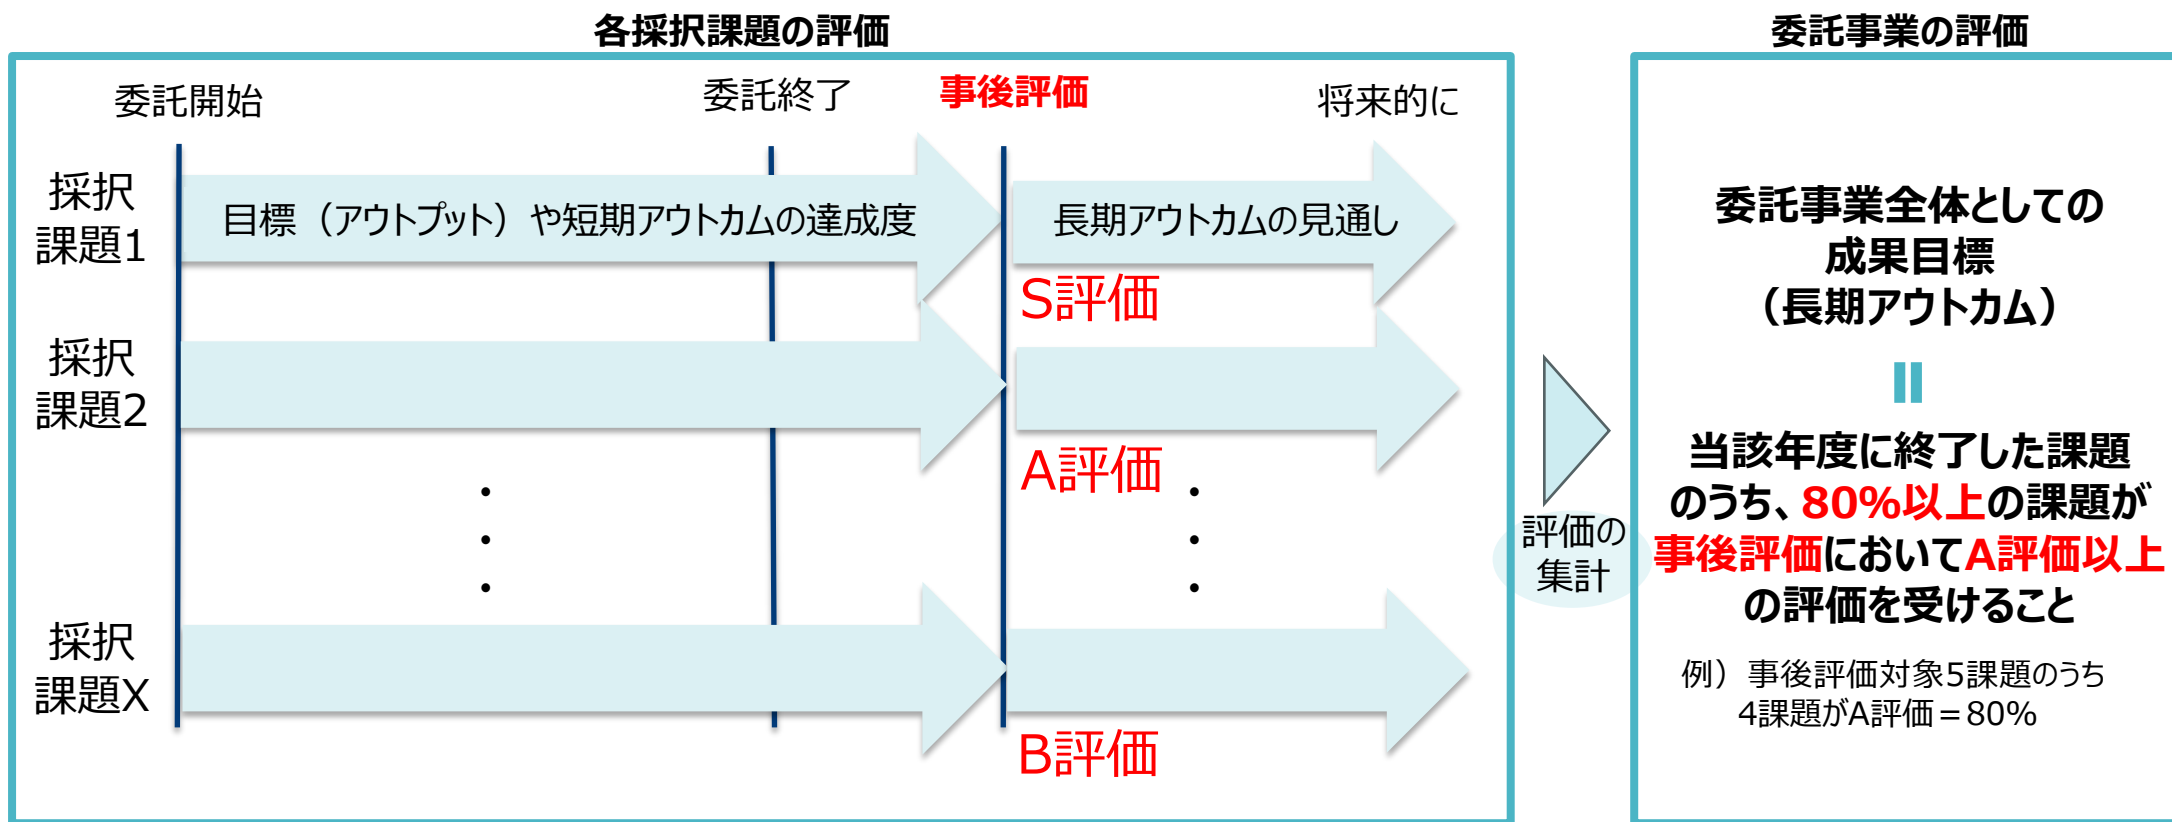 各採択課題の評価
委託開始
委託終了
事後評価
将来的に
採択
課題1
目標（アウトプット）や短期アウトカムの達成度
長期アウトカムの見通し
S評価
採択
課題2
A評価
・
・
・
・
・
・
採択
課題X
B評価
評価の
集計
委託事業の評価
委託事業全体としての
成果目標
（長期アウトカム）
＝
当該年度に終了した課題
のうち、80%以上の課題が
事後評価においてA評価以上
の評価を受けること
例）事後評価対象5課題のうち
4課題がA評価＝80%